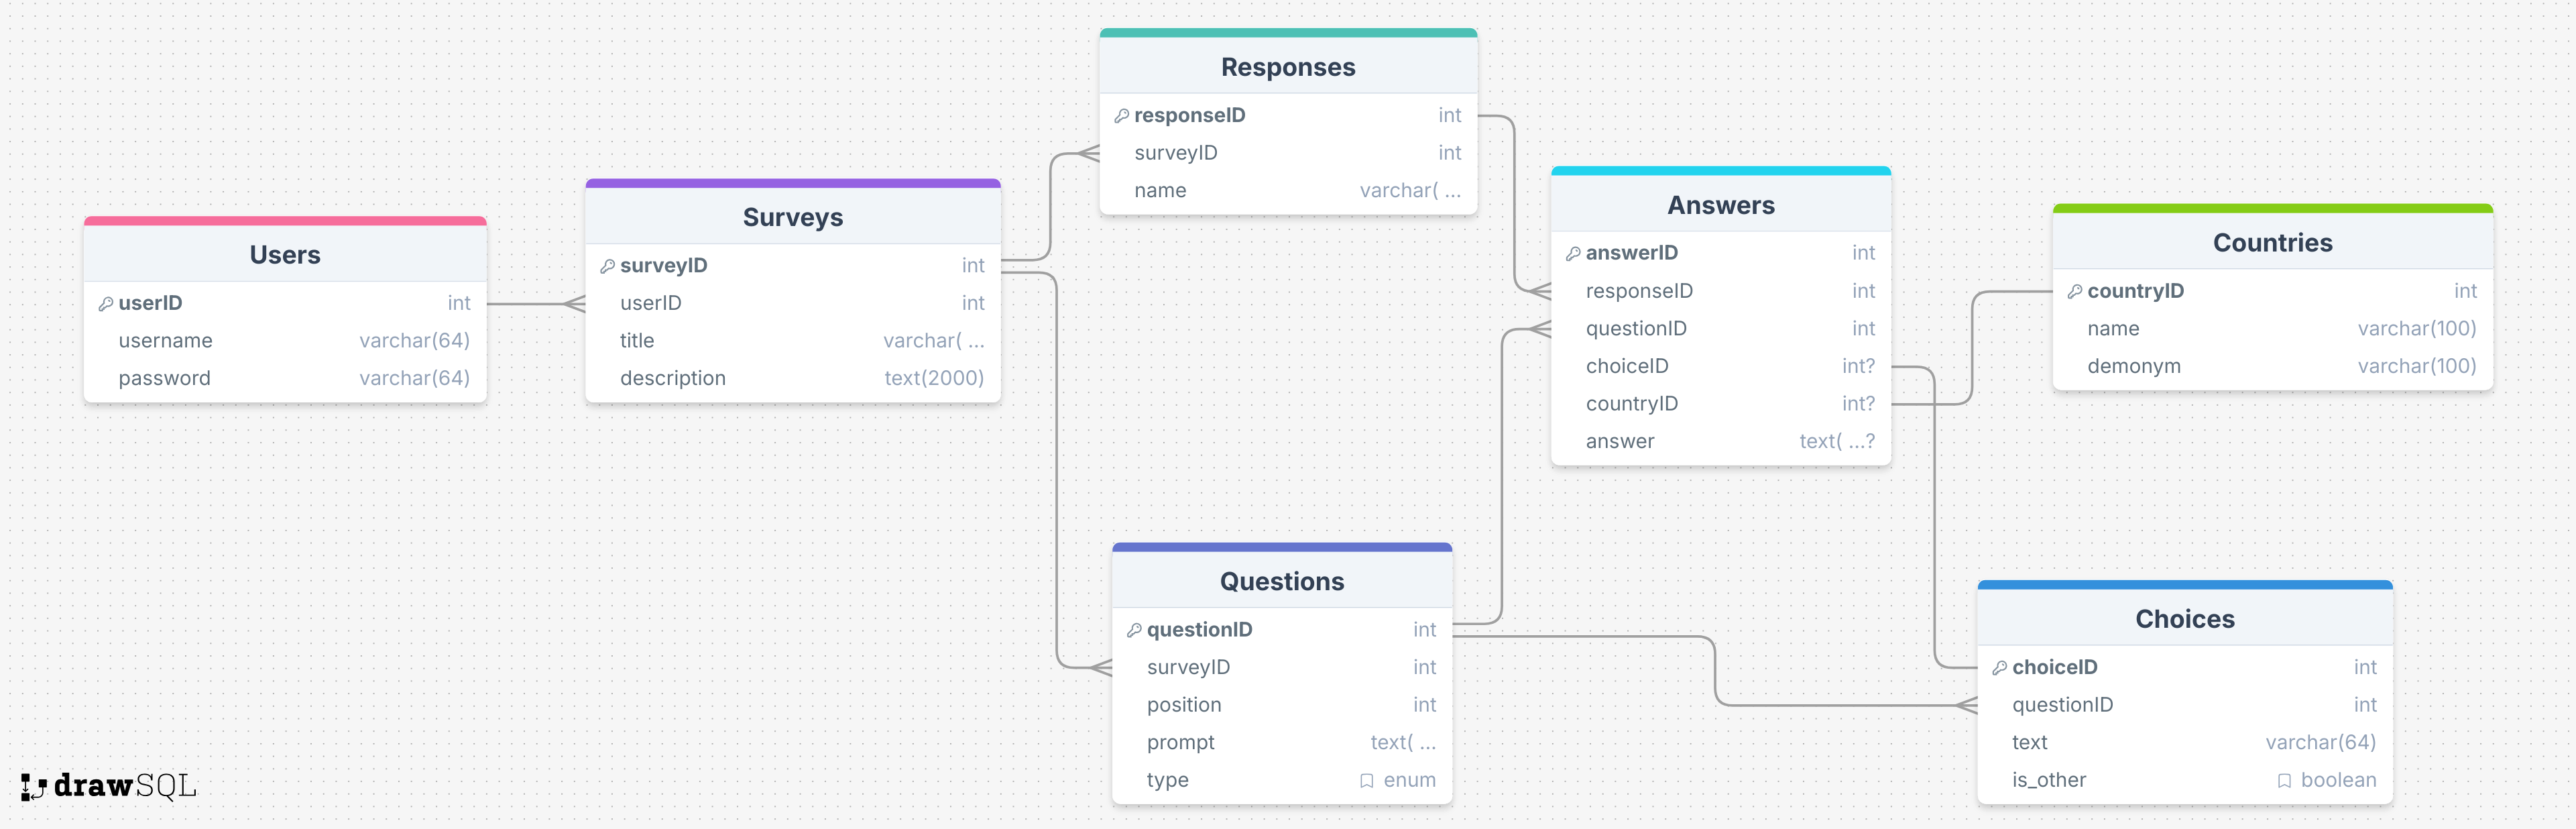 Users
userID int
username varchar(64)
password varchar(64)
Surveys
surveyID int
userID int
title varchar( ...
description text(2000)
Responses
responseID int
surveyID int
name varchar( ...
Questions
questionID int
surveyID int
position int
prompt text( ...
type enum
Answers
answerID int
responseID int
questionID int
choiceID int?
countryID int?
answer text( ...?
Countries
countryID int
name varchar(100)
demonym varchar(100)
Choices
choiceID int
questionID int
text varchar(64)
is_other boolean
drawSQL